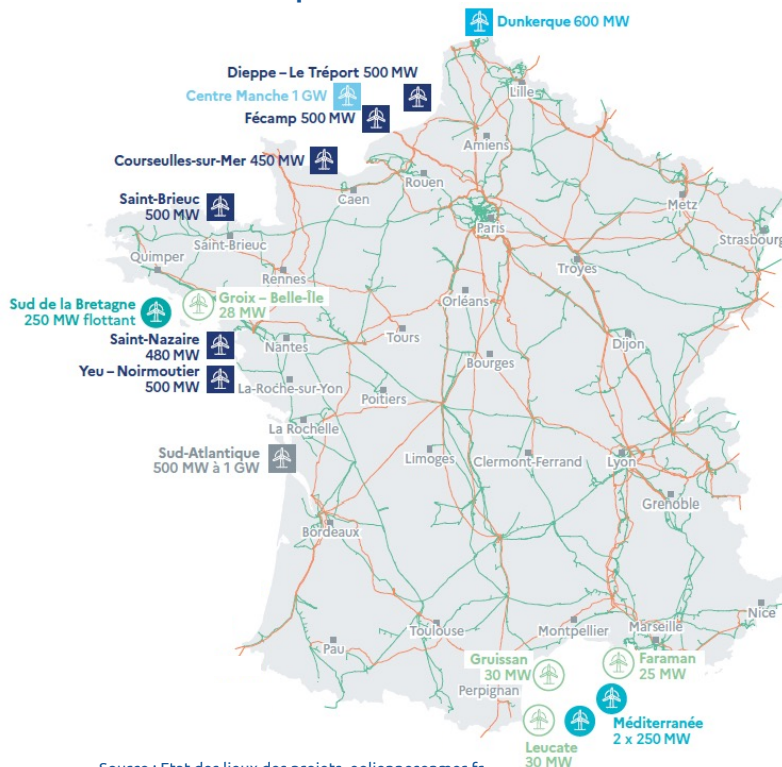 Dunkerque 600 MW
Dieppe – Le Tréport 500 MW
Centre Manche 1 GW
Fécamp 500 MW
Lille
Amiens
Courseulles-sur-Mer 450 MW
Rouen
Caen
Metz
Saint-Brieuc
500 MW
Paris
Strasbourg
Saint-Brieuc
Quimper
Troyes
Rennes
Orléans
Sud de la Bretagne
250 MW flottant
Groix – Belle-Île
28 MW
Saint-Nazaire
480 MW
Nantes
Tours
Dijon
Bourges
Yeu – Noirmoutier
500 MW
La-Roche-sur-Yon
Poitiers
La Rochelle
Sud-Atlantique
500 MW à 1 GW
Limoges
Clermont-Ferrand
Lyon
Grenoble
Bordeaux
Nice
Toulouse
Montpellier
Marseille
Pau
Gruissan
30 MW
Faraman
25 MW
Perpignan
Méditerranée
2 x 250 MW
Leucate
30 MW